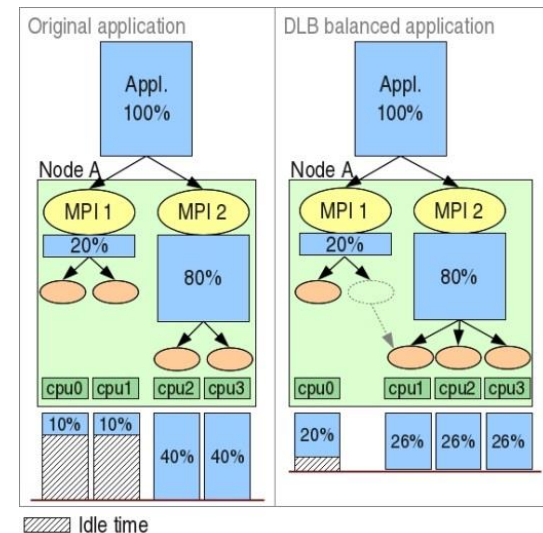 Original application
Appl.
100%
Node A
MPI 1
MPI 2
20%
80%
cpu0
cpu1
cpu2
cpu3
10%
10%
40%
40%
DLB balanced application
Appl.
100%
Node A
MPI 1
MPI 2
20%
80%
cpu0
cpu1
cpu2
cpu3
20%
26%
26%
26%
Idle time